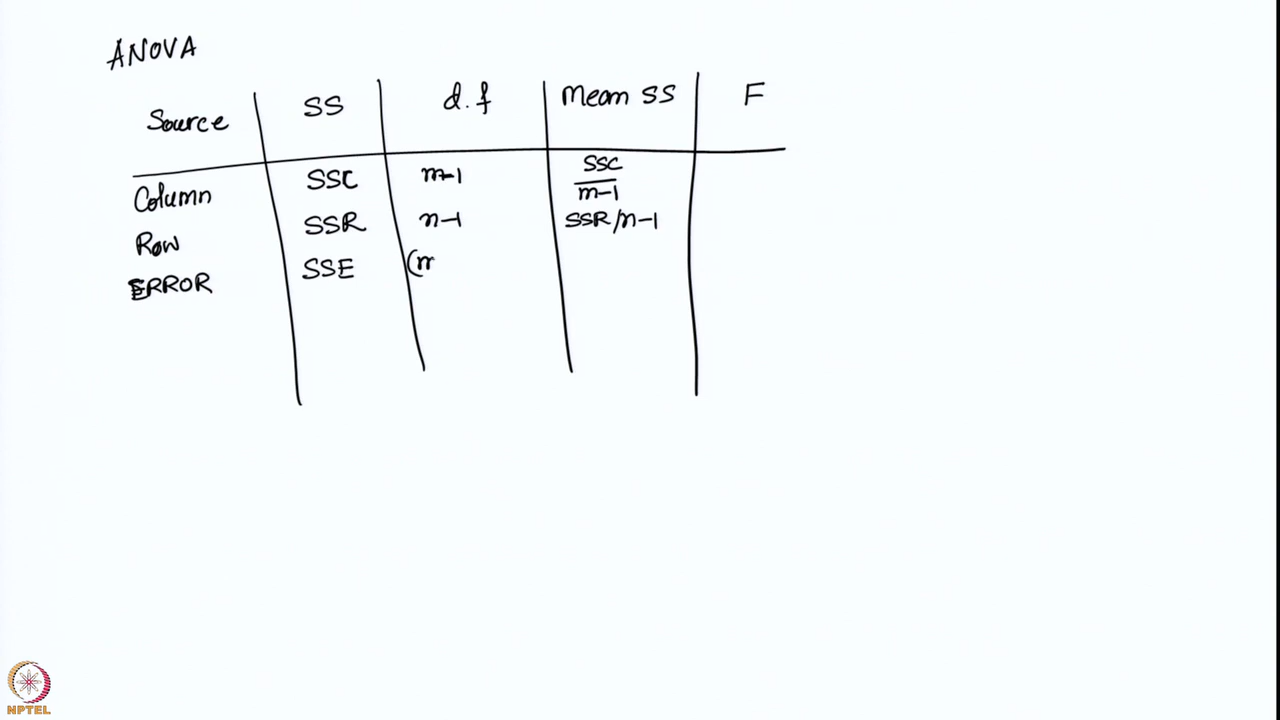 ANOVA
Source SS d.f Mean SS F
Column SSC m-1 SSC/m-1
Row SSR n-1 SSR/n-1
ERROR SSE (m
NPTEL